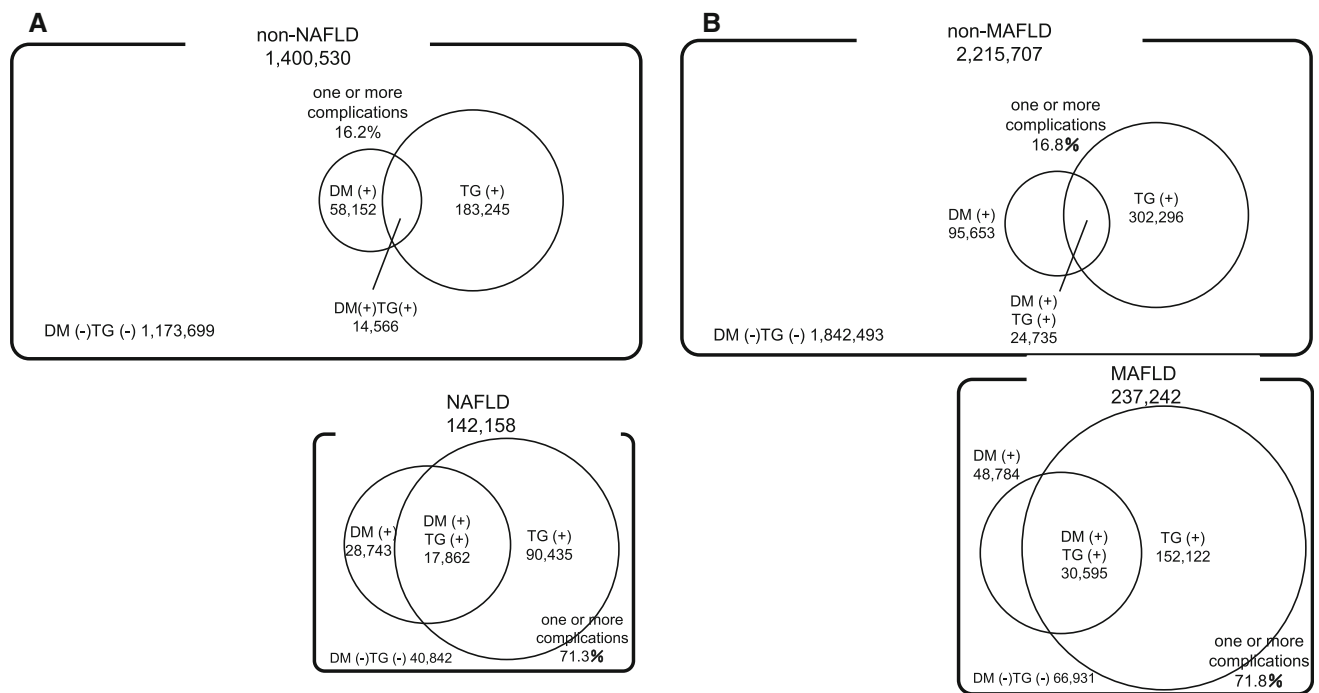 A
non-NAFLD
1,400,530
one or more
complications
16.2%
DM (+)
58,152
TG (+)
183,245
DM(+)TG(+)
14,566
DM (-)TG (-) 1,173,699
NAFLD
142,158
DM (+)
28,743
DM (+)
TG (+)
17,862
TG (+)
90,435
one or more
complications
71.3%
DM (-)TG (-) 40,842
B
non-MAFLD
2,215,707
one or more
complications
16.8%
DM (+)
95,653
TG (+)
302,296
DM (+)
TG (+)
24,735
DM (-)TG (-) 1,842,493
MAFLD
237,242
DM (+)
48,784
DM (+)
TG (+)
30,595
TG (+)
152,122
one or more
complications
71.8%
DM (-)TG (-) 66,931